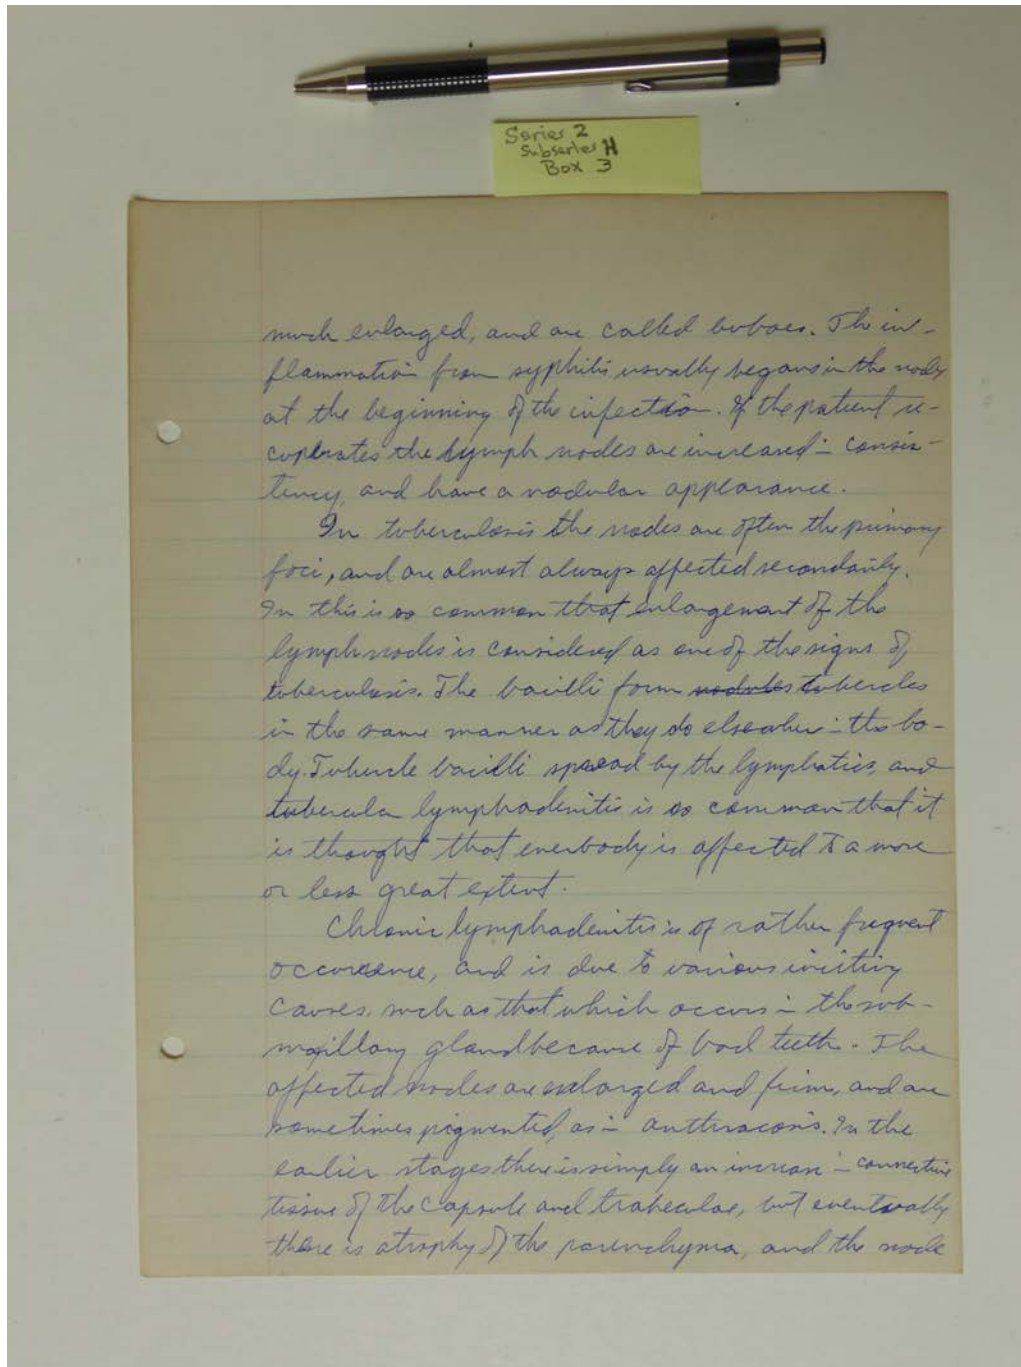 Series 2
Subseries H
Box 3
much enlarged, and are called buboes. The in-
flammation from syphilis usually begans in the nody
at the beginning of the infection. If the patient re-
cuperates the lymph nodes are increased in consis-
tency, and have a nodular appearance.
In tuberculosis the nodes are often the primary
foci, and are almost always affected secondarily.
In this is so common that enlargement of the
lymph nodes is considered as one of the signs of
tuberculosis. The bacilli form nodules tubercles
in the same manner as they do elsewhere in the bo-
dy. Tubercle bacilli spread by the lymphatics, and
tubercular lymphadenitis is so common that it
is thought that everbody is affected to a more
or less great extent.
Chronic lymphadenitis is of rather frequent
occurence, and is due to various inciting
causes, such as that which occurs in the sub-
maxillary gland because of bad teeth. The
affected nodes are enlarged and firm, and are
sometimes pigmented, as in anthracosis. In the
earlier stages there is simply an increase in connective
tissue of the capsule and trabeculae, but eventually
there is atrophy of the parenchyma, and the node